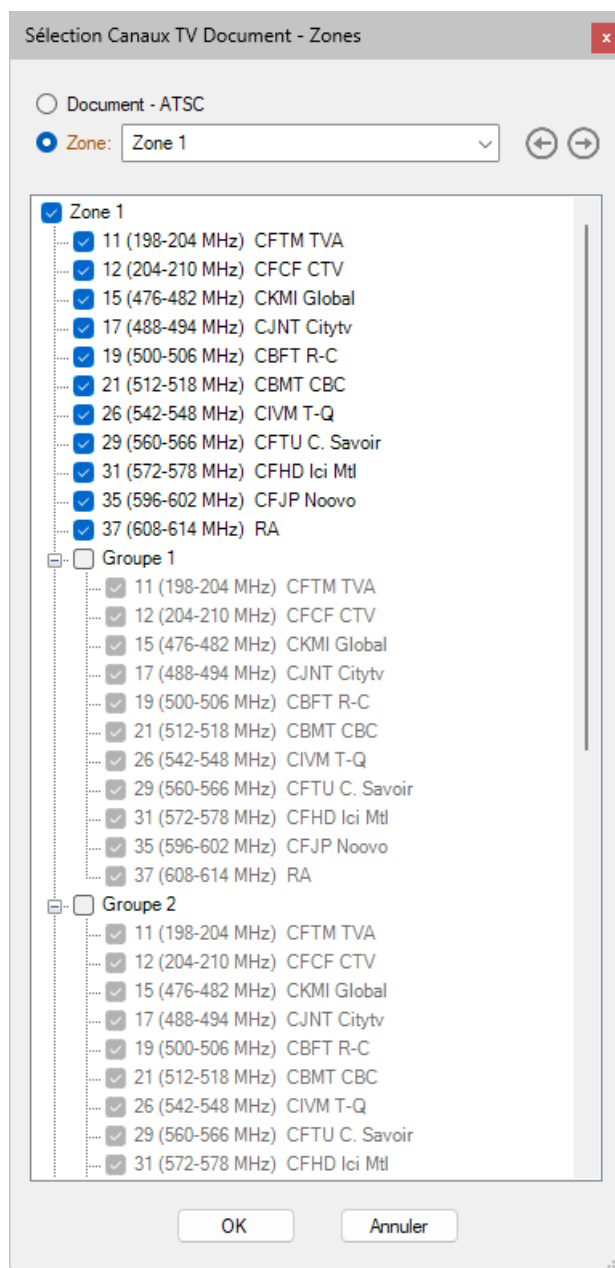 Sélection Canaux TV Document - Zones
x
Document - ATSC
Zone: Zone 1
Zone 1
11 (198-204 MHz) CFTM TVA
12 (204-210 MHz) CFCF CTV
15 (476-482 MHz) CKMI Global
17 (488-494 MHz) CJNT Citytv
19 (500-506 MHz) CBFT R-C
21 (512-518 MHz) CBMT CBC
26 (542-548 MHz) CIVM T-Q
29 (560-566 MHz) CFTU C. Savoir
31 (572-578 MHz) CFHD Ici Mtl
35 (596-602 MHz) CFJP Noovo
37 (608-614 MHz) RA
Groupe 1
11 (198-204 MHz) CFTM TVA
12 (204-210 MHz) CFCF CTV
15 (476-482 MHz) CKMI Global
17 (488-494 MHz) CJNT Citytv
19 (500-506 MHz) CBFT R-C
21 (512-518 MHz) CBMT CBC
26 (542-548 MHz) CIVM T-Q
29 (560-566 MHz) CFTU C. Savoir
31 (572-578 MHz) CFHD Ici Mtl
35 (596-602 MHz) CFJP Noovo
37 (608-614 MHz) RA
Groupe 2
11 (198-204 MHz) CFTM TVA
12 (204-210 MHz) CFCF CTV
15 (476-482 MHz) CKMI Global
17 (488-494 MHz) CJNT Citytv
19 (500-506 MHz) CBFT R-C
21 (512-518 MHz) CBMT CBC
26 (542-548 MHz) CIVM T-Q
29 (560-566 MHz) CFTU C. Savoir
31 (572-578 MHz) CFHD Ici Mtl
OK Annuler